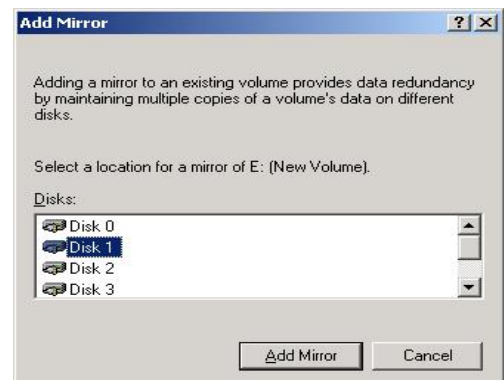 Add Mirror
Adding a mirror to an existing volume provides data redundancy
by maintaining multiple copies of a volume's data on different
disks.
Select a location for a mirror of E: (New Volume).
Disks:
Disk 0
Disk 1
Disk 2
Disk 3
Add Mirror
Cancel